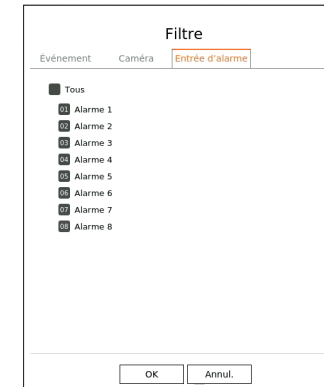 Filtre
Événement Caméra Entrée d'alarme
Tous
01 Alarme 1
02 Alarme 2
03 Alarme 3
04 Alarme 4
05 Alarme 5
06 Alarme 6
07 Alarme 7
08 Alarme 8
OK Annul.